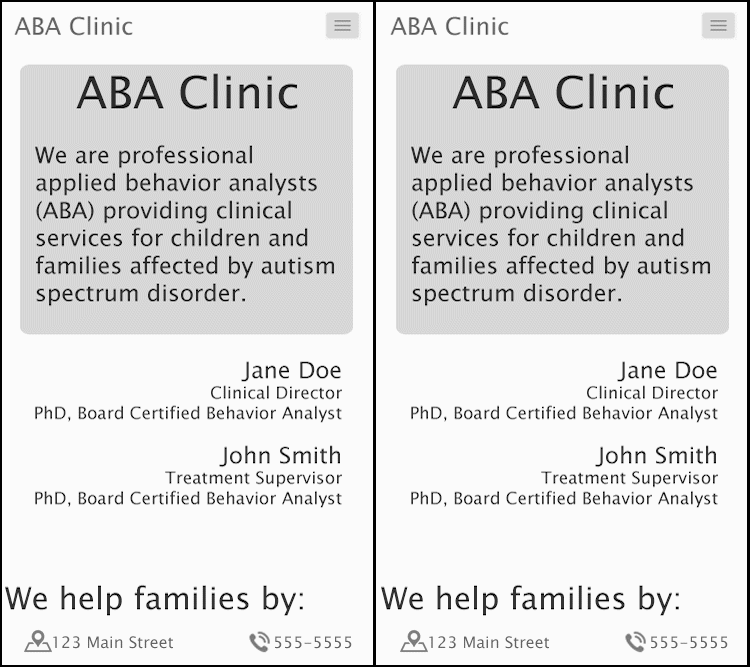 ABA Clinic
ABA Clinic
We are professional
applied behavior analysts
(ABA) providing clinical
services for children and
families affected by autism
spectrum disorder.
Jane Doe
Clinical Director
PhD, Board Certified Behavior Analyst
John Smith
Treatment Supervisor
PhD, Board Certified Behavior Analyst
We help families by:
123 Main Street 555-5555
ABA Clinic
ABA Clinic
We are professional
applied behavior analysts
(ABA) providing clinical
services for children and
families affected by autism
spectrum disorder.
Jane Doe
Clinical Director
PhD, Board Certified Behavior Analyst
John Smith
Treatment Supervisor
PhD, Board Certified Behavior Analyst
We help families by:
123 Main Street 555-5555